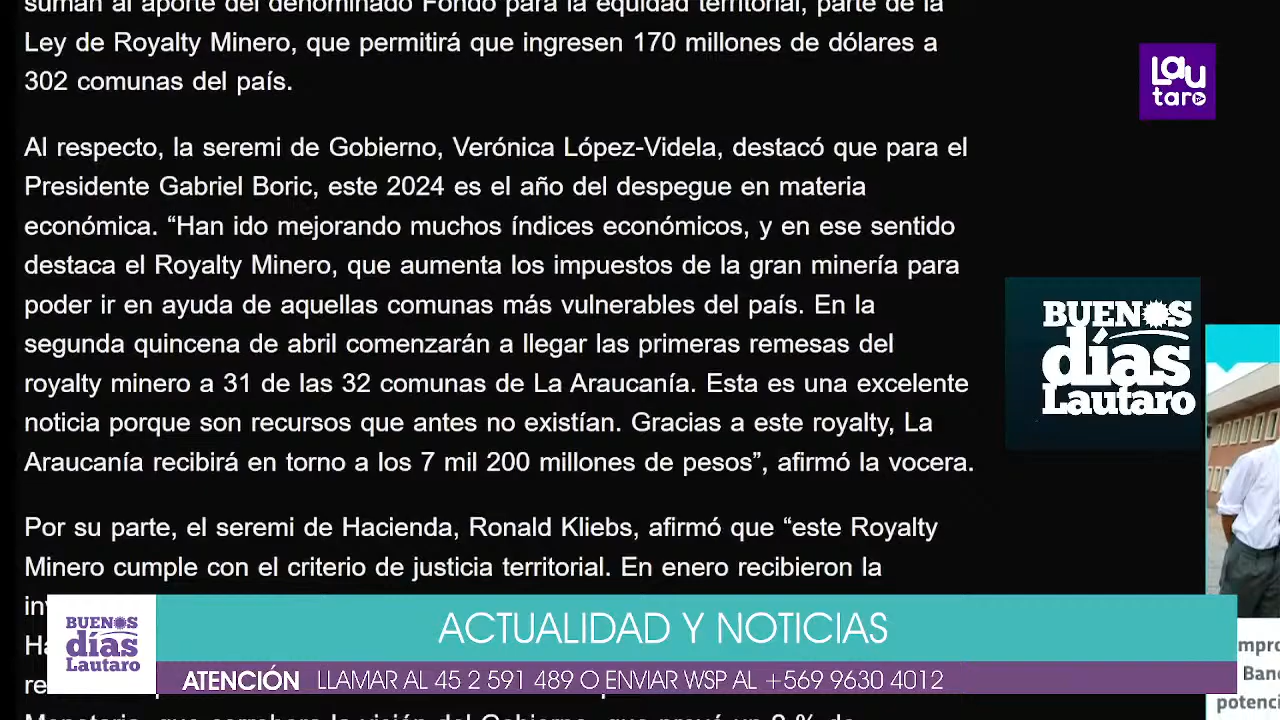 suman al aporte del denominado Fondo para la equidad territorial, parte de la
Ley de Royalty Minero, que permitirá que ingresen 170 millones de dólares a
302 comunas del país.
Al respecto, la seremi de Gobierno, Verónica López-Videla, destacó que para el
Presidente Gabriel Boric, este 2024 es el año del despegue en materia
económica. “Han ido mejorando muchos índices económicos, y en ese sentido
destaca el Royalty Minero, que aumenta los impuestos de la gran minería para
poder ir en ayuda de aquellas comunas más vulnerables del país. En la
segunda quincena de abril comenzarán a llegar las primeras remesas del
royalty minero a 31 de las 32 comunas de La Araucanía. Esta es una excelente
noticia porque son recursos que antes no existían. Gracias a este royalty, La
Araucanía recibirá en torno a los 7 mil 200 millones de pesos”, afirmó la vocera.
Por su parte, el seremi de Hacienda, Ronald Kliebs, afirmó que “este Royalty
Minero cumple con el criterio de justicia territorial. En enero recibieron la
Lau
taro
BUENOS
días
Lautaro
BUENOS
días
Lautaro
ACTUALIDAD Y NOTICIAS
ATENCIÓN LLAMAR AL 45 2 591 489 O ENVIAR WSP AL +569 9630 4012